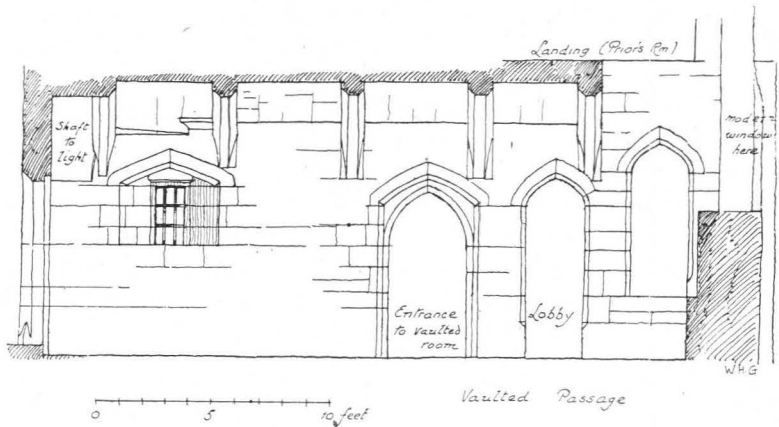 Landing (Prior's Rm)
Shaft
to
light
modern
window
here
Entrance
to vaulted
room
Lobby
WHG
Vaulted Passage
0 5 10 feet